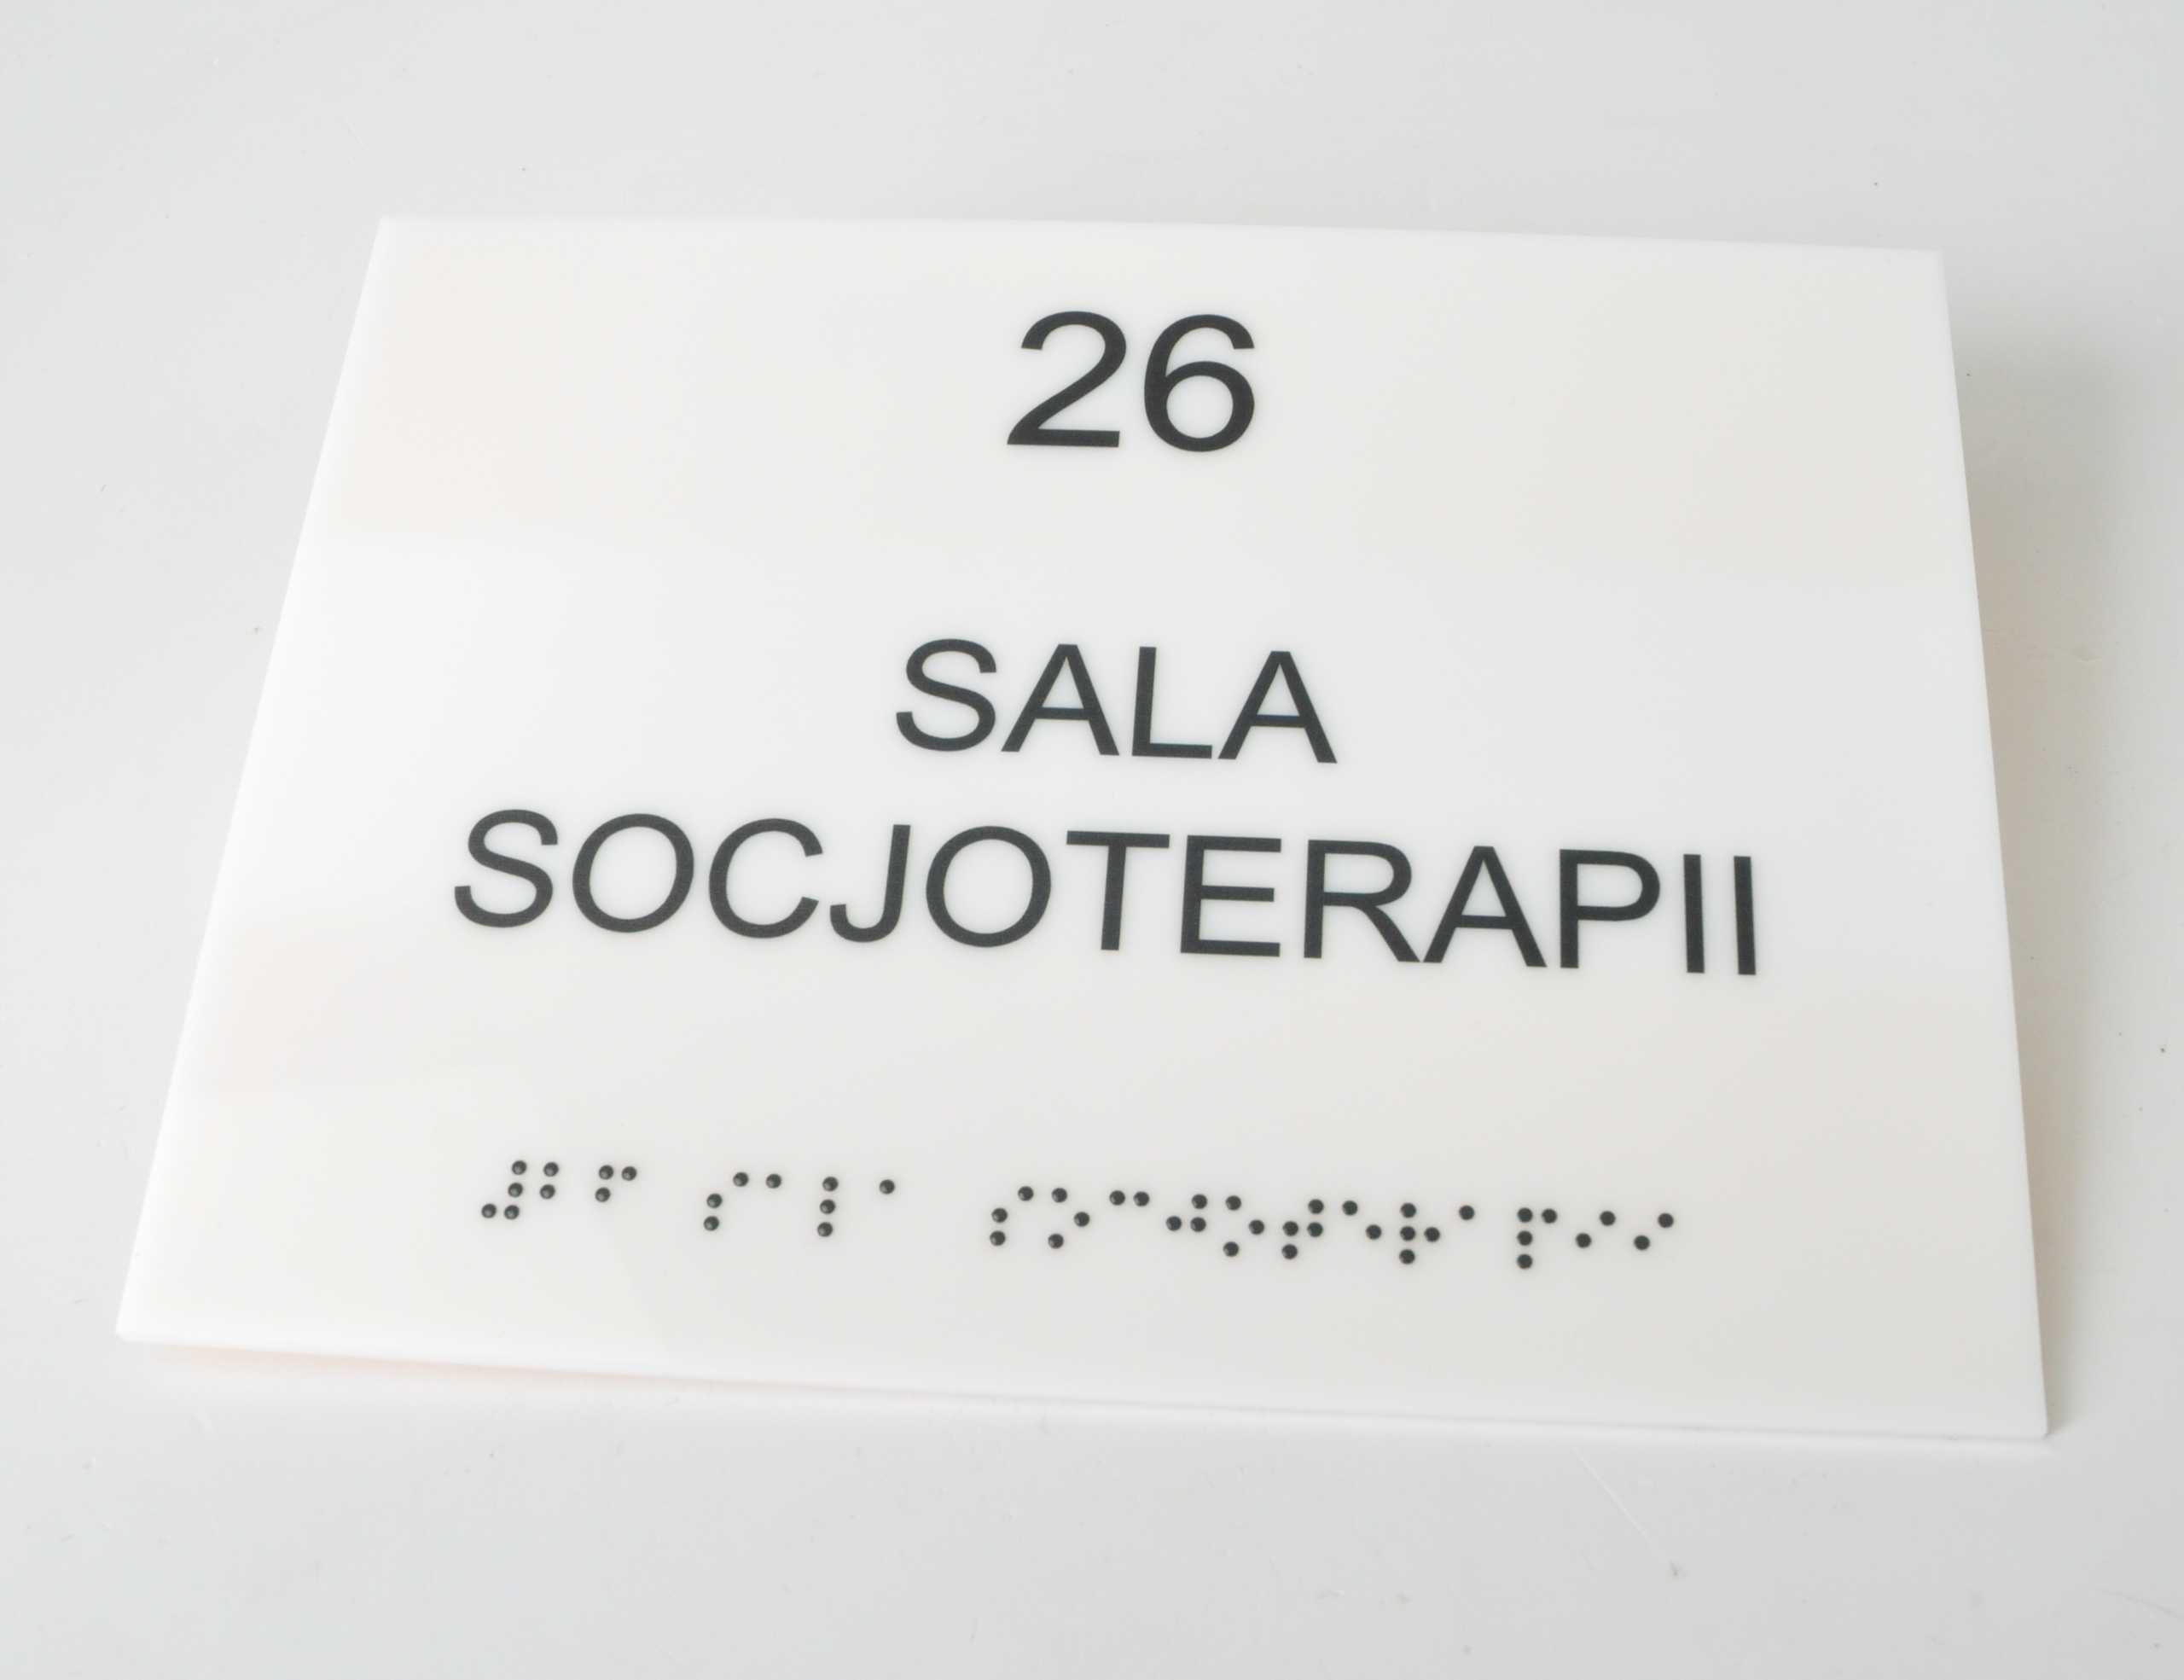 26
SALA
SOCJOTERAPII
⠼⠃⠋ ⠎⠁⠇⠁ ⠎⠕⠉⠚⠕⠞⠑⠗⠁⠏⠊⠊